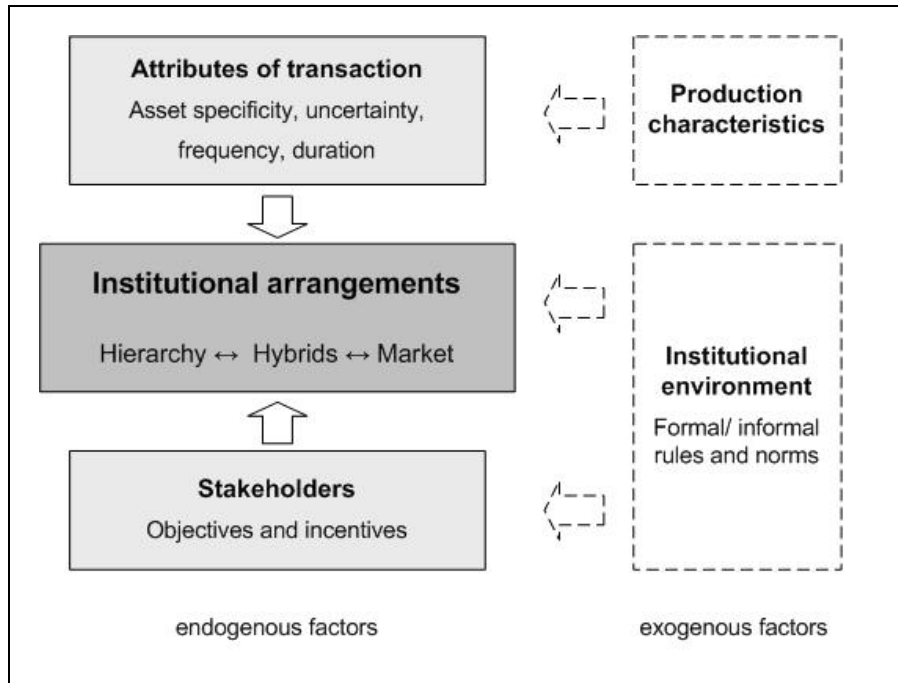 Attributes of transaction
Asset specificity, uncertainty,
frequency, duration
Production
characteristics
Institutional arrangements
Hierarchy ↔ Hybrids ↔ Market
Institutional
environment
Formal/ informal
rules and norms
Stakeholders
Objectives and incentives
endogenous factors
exogenous factors